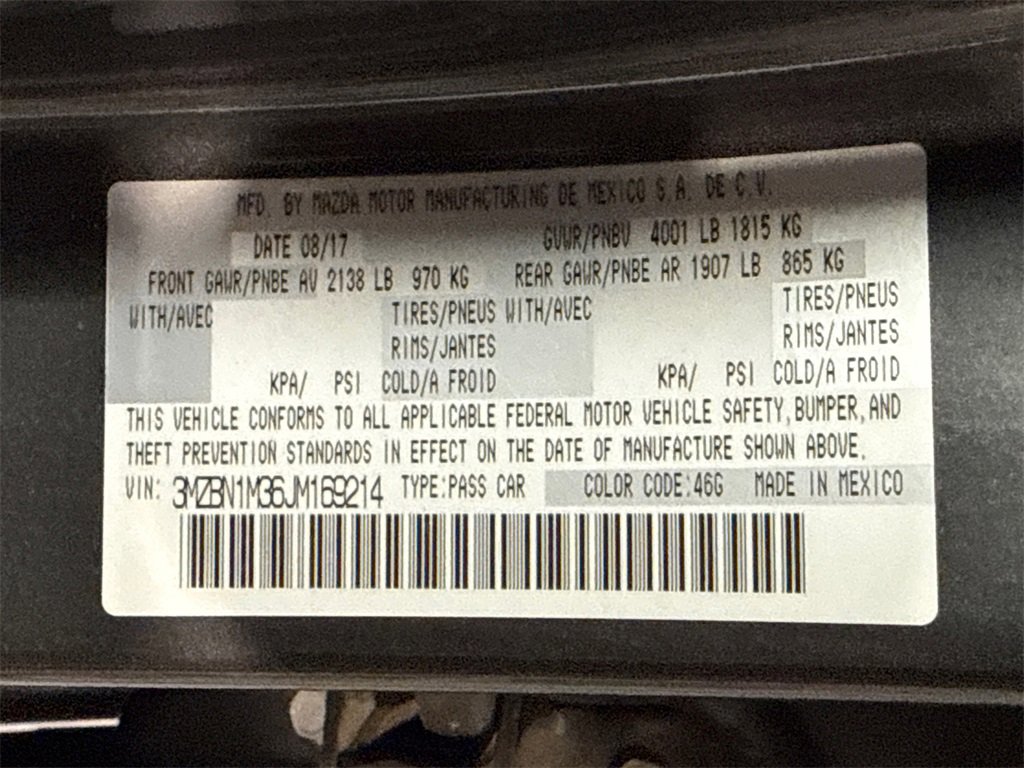 MFD. BY MAZDA MOTOR MANUFACTURING DE MEXICO S.A. DE C.V.
DATE 08/17 GVWR/PNBV 4001 LB 1815 KG
FRONT GAWR/PNBE AV 2138 LB 970 KG REAR GAWR/PNBE AR 1907 LB 865 KG
WITH/AVEC TIRES/PNEUS WITH/AVEC TIRES/PNEUS
RIMS/JANTES RIMS/JANTES
KPA/ PSI COLD/A FROID KPA/ PSI COLD/A FROID
THIS VEHICLE CONFORMS TO ALL APPLICABLE FEDERAL MOTOR VEHICLE SAFETY, BUMPER, AND
THEFT PREVENTION STANDARDS IN EFFECT ON THE DATE OF MANUFACTURE SHOWN ABOVE.
VIN: 3MZBN1M36JM169214 TYPE:PASS CAR COLOR CODE:46G MADE IN MEXICO